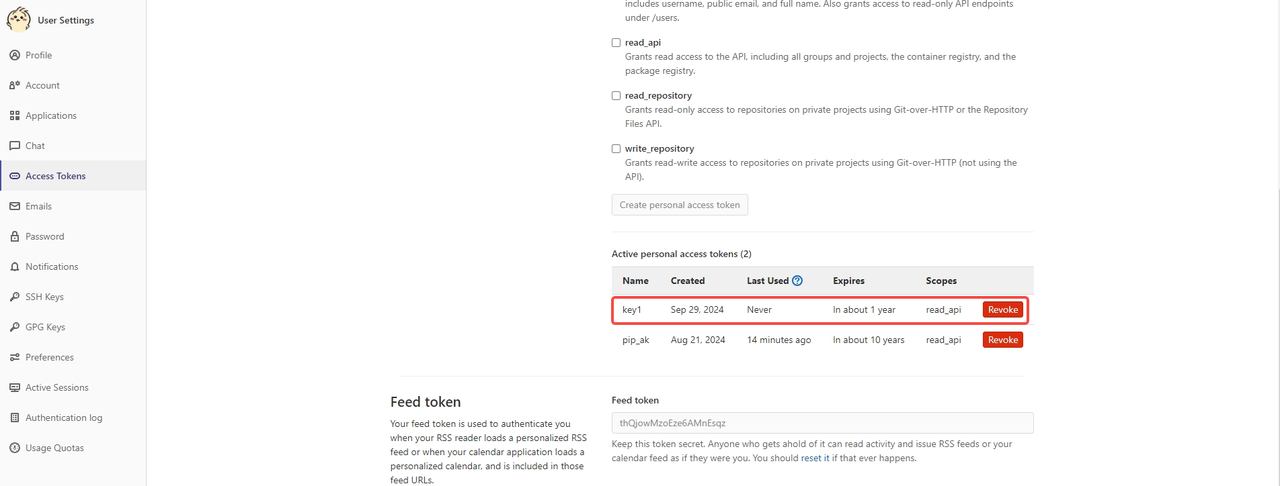 User Settings
Profile
Account
Applications
Chat
Access Tokens
Emails
Password
Notifications
SSH Keys
GPG Keys
Preferences
Active Sessions
Authentication log
Usage Quotas
includes username, public email, and full name. Also grants access to read-only API endpoints
under /users.
read_api
Grants read access to the API, including all groups and projects, the container registry, and the
package registry.
read_repository
Grants read-only access to repositories on private projects using Git-over-HTTP or the Repository
Files API.
write_repository
Grants read-write access to repositories on private projects using Git-over-HTTP (not using the
API).
Create personal access token
Active personal access tokens (2)
Name Created Last Used Expires Scopes
key1 Sep 29, 2024 Never In about 1 year read_api Revoke
pip_ak Aug 21, 2024 14 minutes ago In about 10 years read_api Revoke
Feed token
Your feed token is used to authenticate you
when your RSS reader loads a personalized RSS
feed or when your calendar application loads a
personalized calendar, and is included in those
feed URLs.
Feed token
thQjowMzoEze6AMnEsqz
Keep this token secret. Anyone who gets ahold of it can read activity and issue RSS feeds or your
calendar feed as if they were you. You should reset it if that ever happens.